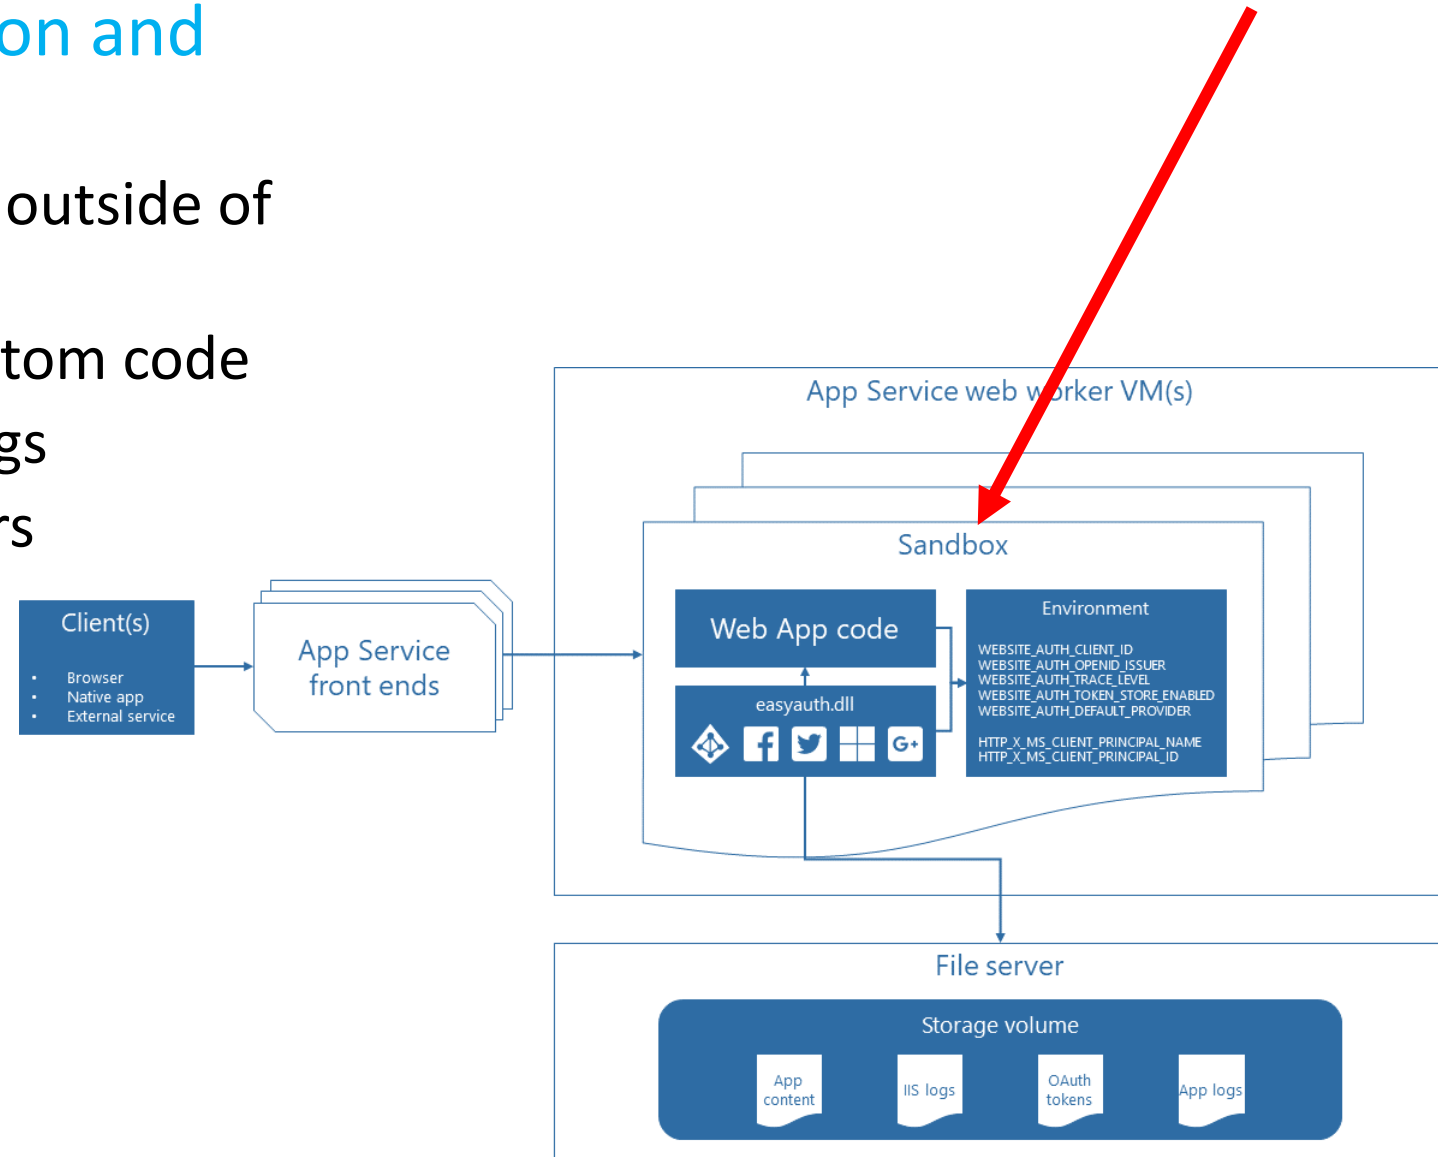 on and
outside of
tom code
gs
rs
App Service web worker VM(s)
Sandbox
Client(s)
• Browser
• Native app
• External service
App Service
front ends
Web App code
easyauth.dll
G+
Environment
WEBSITE_AUTH_CLIENT_ID
WEBSITE_AUTH_OPENID_ISSUER
WEBSITE_AUTH_TRACE_LEVEL
WEBSITE_AUTH_TOKEN_STORE_ENABLED
WEBSITE_AUTH_DEFAULT_PROVIDER
HTTP_X_MS_CLIENT_PRINCIPAL_NAME
HTTP_X_MS_CLIENT_PRINCIPAL_ID
File server
Storage volume
App
content
IIS logs
OAuth
tokens
App logs